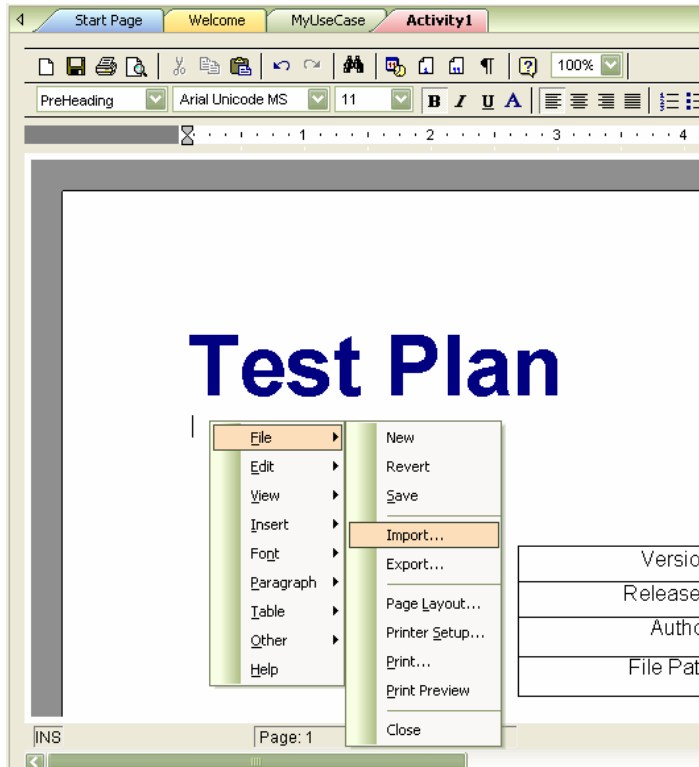 Start Page Welcome MyUseCase Activity1
100%
PreHeading Arial Unicode MS 11 B I U A
1 2 3 4
Test Plan
File
Edit
View
Insert
Font
Paragraph
Table
Other
Help
New
Revert
Save
Import...
Export...
Page Layout...
Printer Setup...
Print...
Print Preview
Close
Versio
Release
Autho
File Pat
INS Page: 1